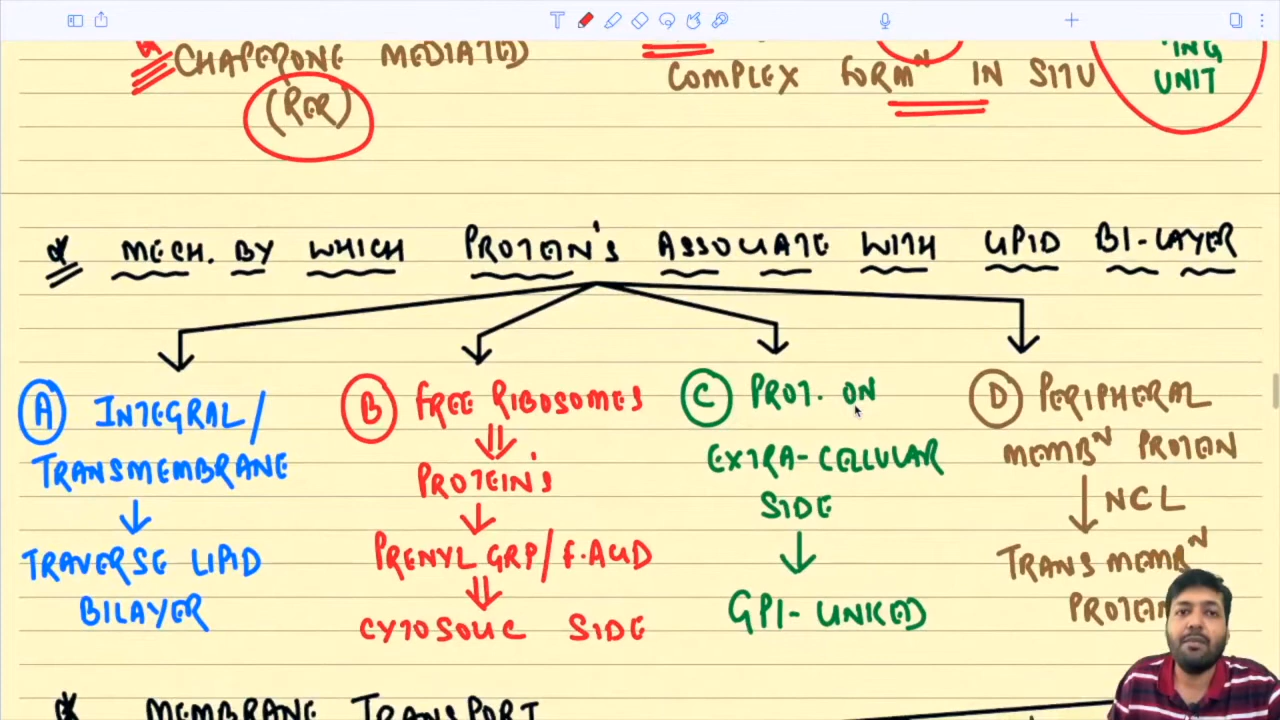 CHAPERONE MEDIATED
(RER)
COMPLEX FORMᴺ IN SITU
UNIT
* MECH. BY WHICH PROTEIN'S ASSOCIATE WITH LIPID BI-LAYER
(A) INTEGRAL/
TRANSMEMBRANE
TRAVERSE LIPID
BILAYER
(B) FREE RIBOSOMES
PROTEIN'S
PRENYL GRP/F.ACID
CYTOSOLIC SIDE
(C) PROT. ON
EXTRA-CELLULAR
SIDE
GPI-LINKED
(D) PERIPHERAL
MEMBᴺ PROTEIN
NCL
TRANS MEMBᴺ
* MEMBRANE TRANSPORT